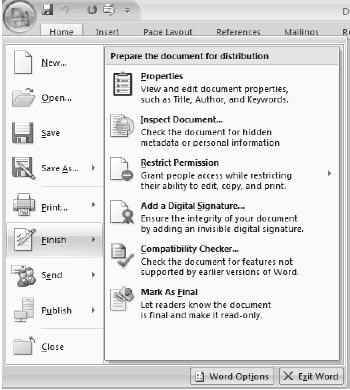 D
Home Insert Page Layout References Mailings R
New...
Open...
Save
Save As...
Print...
Finish
Send
Publish
Close
Prepare the document for distribution
Properties
View and edit document properties,
such as Title, Author, and Keywords.
Inspect Document...
Check the document for hidden
metadata or personal information
Restrict Permission
Grant people access while restricting
their ability to edit, copy, and print.
Add a Digital Signature...
Ensure the integrity of your document
by adding an invisible digital signature.
Compatibility Checker...
Check the document for features not
supported by earlier versions of Word.
Mark As Final
Let readers know the document
is final and make it read-only.
Word Options Exit Word